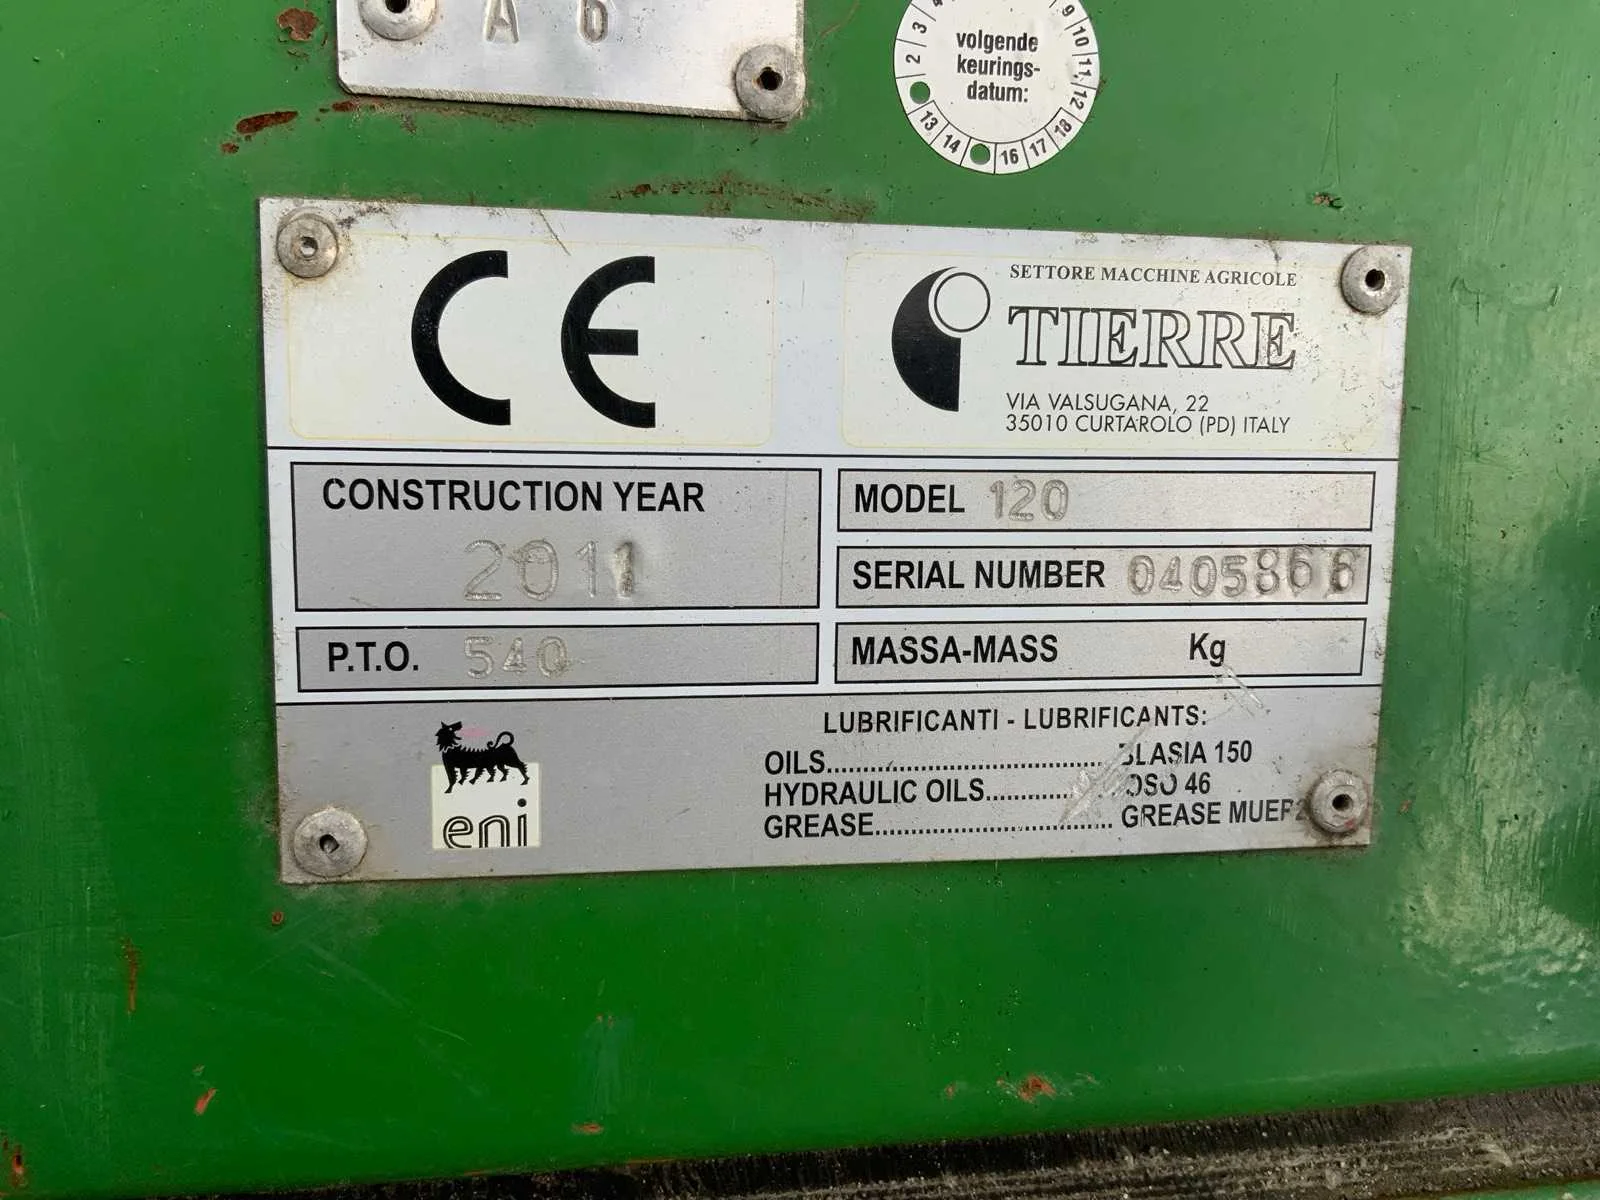 A 6
2 3 4 9 10 11 12
volgende
keurings-
datum:
13 14 16 17 18
CE
SETTORE MACCHINE AGRICOLE
TIERRE
VIA VALSUGANA, 22
35010 CURTAROLO (PD) ITALY
CONSTRUCTION YEAR
2011
MODEL 120
SERIAL NUMBER 0405866
P.T.O. 540
MASSA-MASS Kg
eni
LUBRIFICANTI - LUBRIFICANTS:
OILS........................................ BLASIA 150
HYDRAULIC OILS............... OSO 46
GREASE.................................. GREASE MUEP2